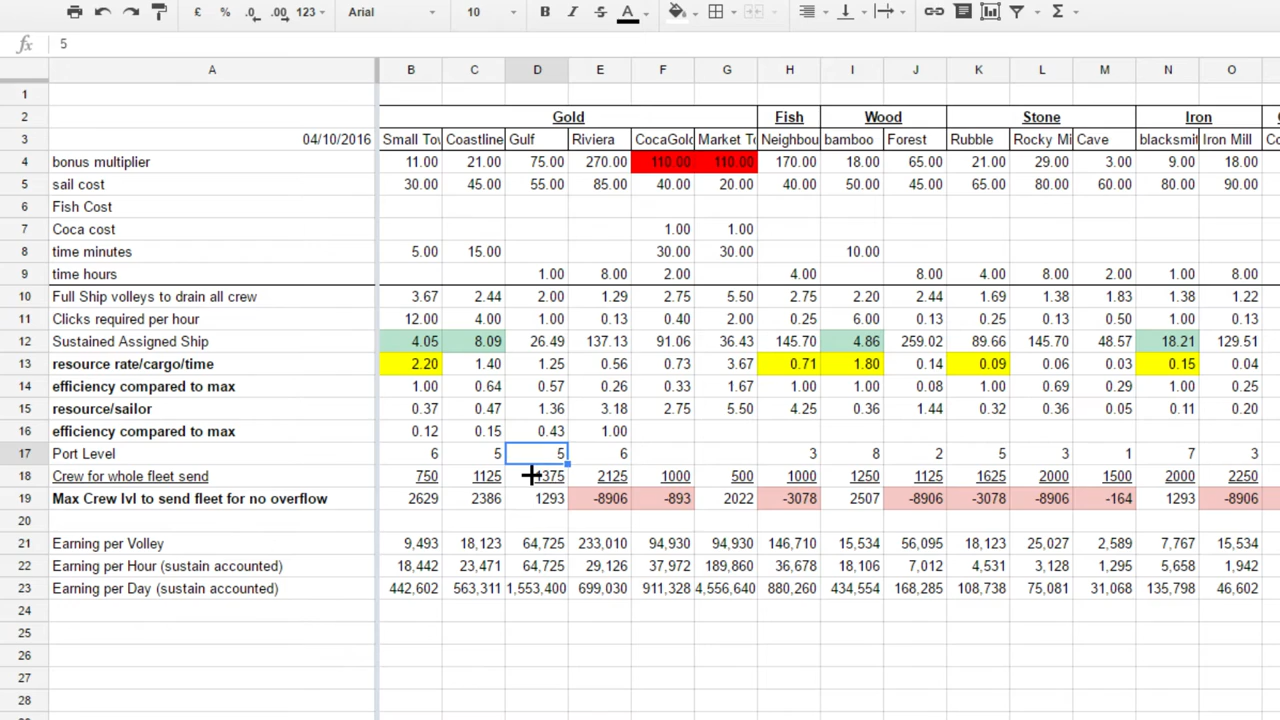 £ % .0 .00 123 Arial 10 B I S A Σ
fx 5
A B C D E F G H I J K L M N O
1
2 Gold Fish Wood Stone Iron
3 04/10/2016 Small Tov Coastline Gulf Riviera CocaGold Market To Neighbou bamboo Forest Rubble Rocky Mi Cave blacksmit Iron Mill Co
4 bonus multiplier 11.00 21.00 75.00 270.00 110.00 110.00 170.00 18.00 65.00 21.00 29.00 3.00 9.00 18.00
5 sail cost 30.00 45.00 55.00 85.00 40.00 20.00 40.00 50.00 45.00 65.00 80.00 60.00 80.00 90.00
6 Fish Cost
7 Coca cost 1.00 1.00
8 time minutes 5.00 15.00 30.00 30.00 10.00
9 time hours 1.00 8.00 2.00 4.00 8.00 4.00 8.00 2.00 1.00 8.00
10 Full Ship volleys to drain all crew 3.67 2.44 2.00 1.29 2.75 5.50 2.75 2.20 2.44 1.69 1.38 1.83 1.38 1.22
11 Clicks required per hour 12.00 4.00 1.00 0.13 0.40 2.00 0.25 6.00 0.13 0.25 0.13 0.50 1.00 0.13
12 Sustained Assigned Ship 4.05 8.09 26.49 137.13 91.06 36.43 145.70 4.86 259.02 89.66 145.70 48.57 18.21 129.51
13 resource rate/cargo/time 2.20 1.40 1.25 0.56 0.73 3.67 0.71 1.80 0.14 0.09 0.06 0.03 0.15 0.04
14 efficiency compared to max 1.00 0.64 0.57 0.26 0.33 1.67 1.00 1.00 0.08 1.00 0.69 0.29 1.00 0.25
15 resource/sailor 0.37 0.47 1.36 3.18 2.75 5.50 4.25 0.36 1.44 0.32 0.36 0.05 0.11 0.20
16 efficiency compared to max 0.12 0.15 0.43 1.00
17 Port Level 6 5 5 6 3 8 2 5 3 1 7 3
18 Crew for whole fleet send 750 1125 1375 2125 1000 500 1000 1250 1125 1625 2000 1500 2000 2250
19 Max Crew lvl to send fleet for no overflow 2629 2386 1293 -8906 -893 2022 -3078 2507 -8906 -3078 -8906 -164 1293 -8906
20
21 Earning per Volley 9,493 18,123 64,725 233,010 94,930 94,930 146,710 15,534 56,095 18,123 25,027 2,589 7,767 15,534
22 Earning per Hour (sustain accounted) 18,442 23,471 64,725 29,126 37,972 189,860 36,678 18,106 7,012 4,531 3,128 1,295 5,658 1,942
23 Earning per Day (sustain accounted) 442,602 563,311 1,553,400 699,030 911,328 4,556,640 880,260 434,554 168,285 108,738 75,081 31,068 135,798 46,602
24
25
26
27
28